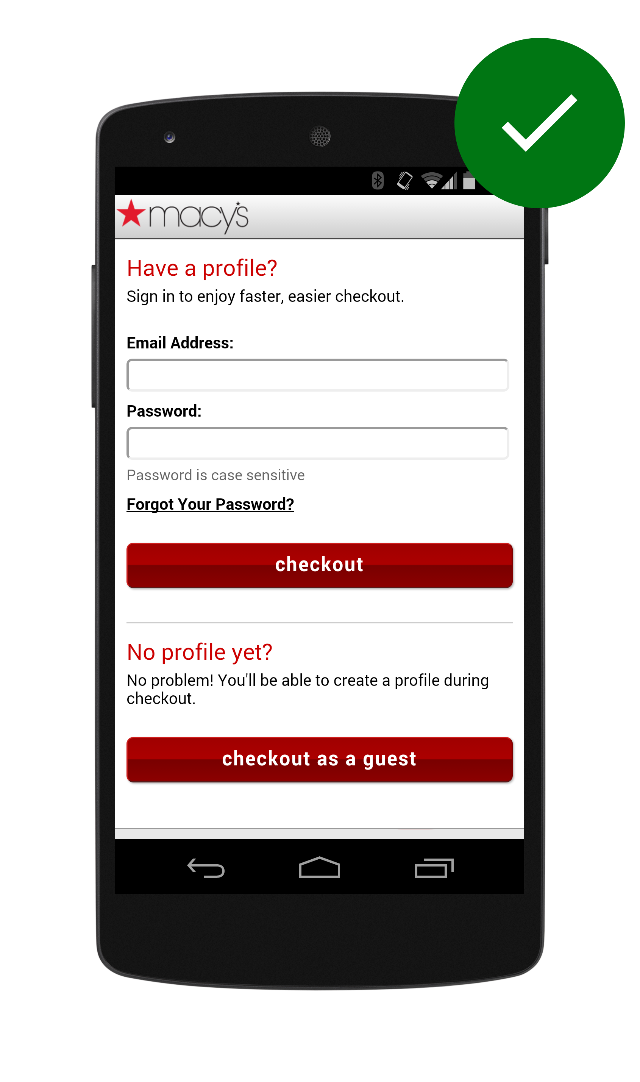 macy's
Have a profile?
Sign in to enjoy faster, easier checkout.
Email Address:
Password:
Password is case sensitive
Forgot Your Password?
checkout
No profile yet?
No problem! You'll be able to create a profile during
checkout.
checkout as a guest